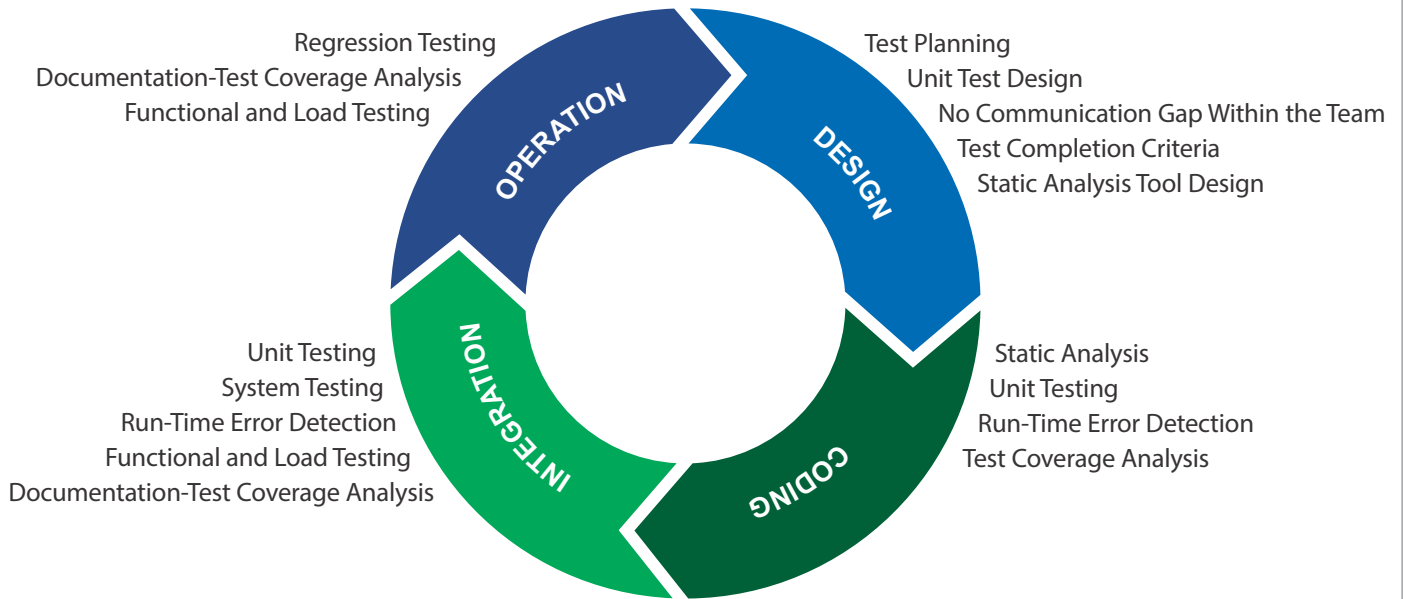 Regression Testing
Documentation-Test Coverage Analysis
Functional and Load Testing
OPERATION
DESIGN
Test Planning
Unit Test Design
No Communication Gap Within the Team
Test Completion Criteria
Static Analysis Tool Design
Unit Testing
System Testing
Run-Time Error Detection
Functional and Load Testing
Documentation-Test Coverage Analysis
INTEGRATION
CODING
Static Analysis
Unit Testing
Run-Time Error Detection
Test Coverage Analysis